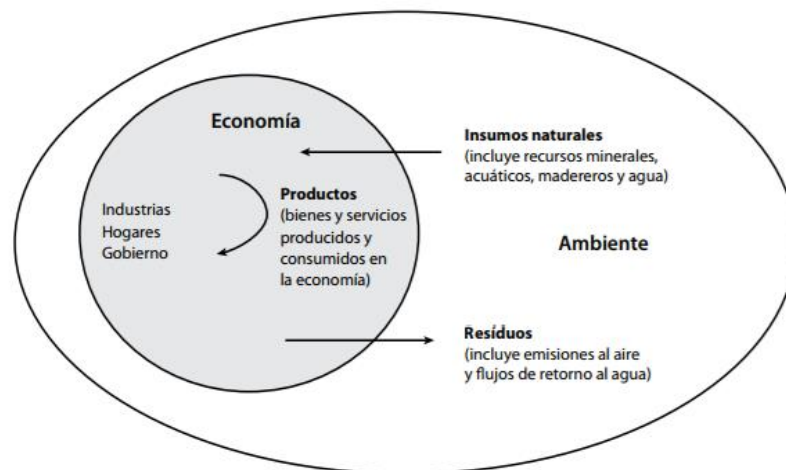 Economía
Insumos naturales
(incluye recursos minerales,
acuáticos, madereros y agua)
Productos
(bienes y servicios
producidos y
consumidos en
la economía)
Industrias
Hogares
Gobierno
Ambiente
Resíduos
(incluye emisiones al aire
y flujos de retorno al agua)